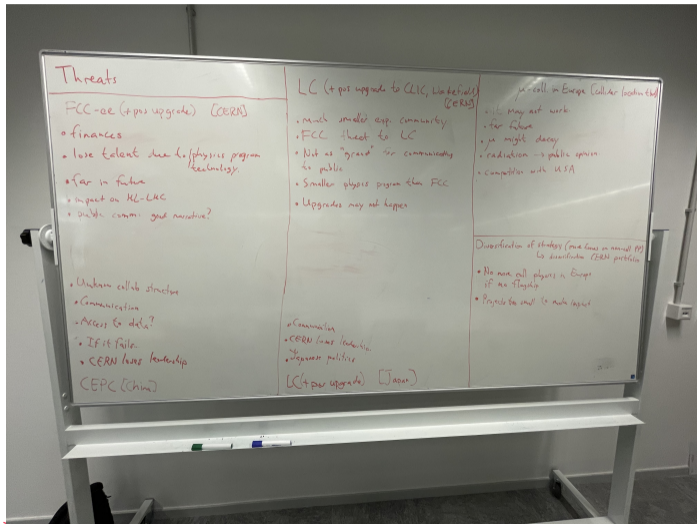 Threats
FCC-ee (+ pos upgrade) [CERN]
• finances
• lose talent due to / physics program
technology.
• far in future
• impact on HL-LHC
• public comm: good narrative?
• Unknown collab structure
• Communication
• Access to data?
• If it fails
• CERN loses leadership
CEPC [China]
LC (+ pos upgrade to CLIC, Wakefield)
[CERN]
• much smaller exp. community
• FCC threat to LC
• Not as "grand" for communicating
to public
• Smaller physics program than FCC
• Upgrades may not happen
• Communication
• CERN loses leadership
• Japanese politics
LC (+ pos upgrade) [Japan]
μ-coll in Europe Collider
• it may not work
• far future
• μ might decay
• radiation → public opinion
• competition with USA
Diversification of strategy (more focus on non-coll PP)
diversification CERN portfolio
• No more coll physics in Europe
if no flagship
• Projects too small to make impact